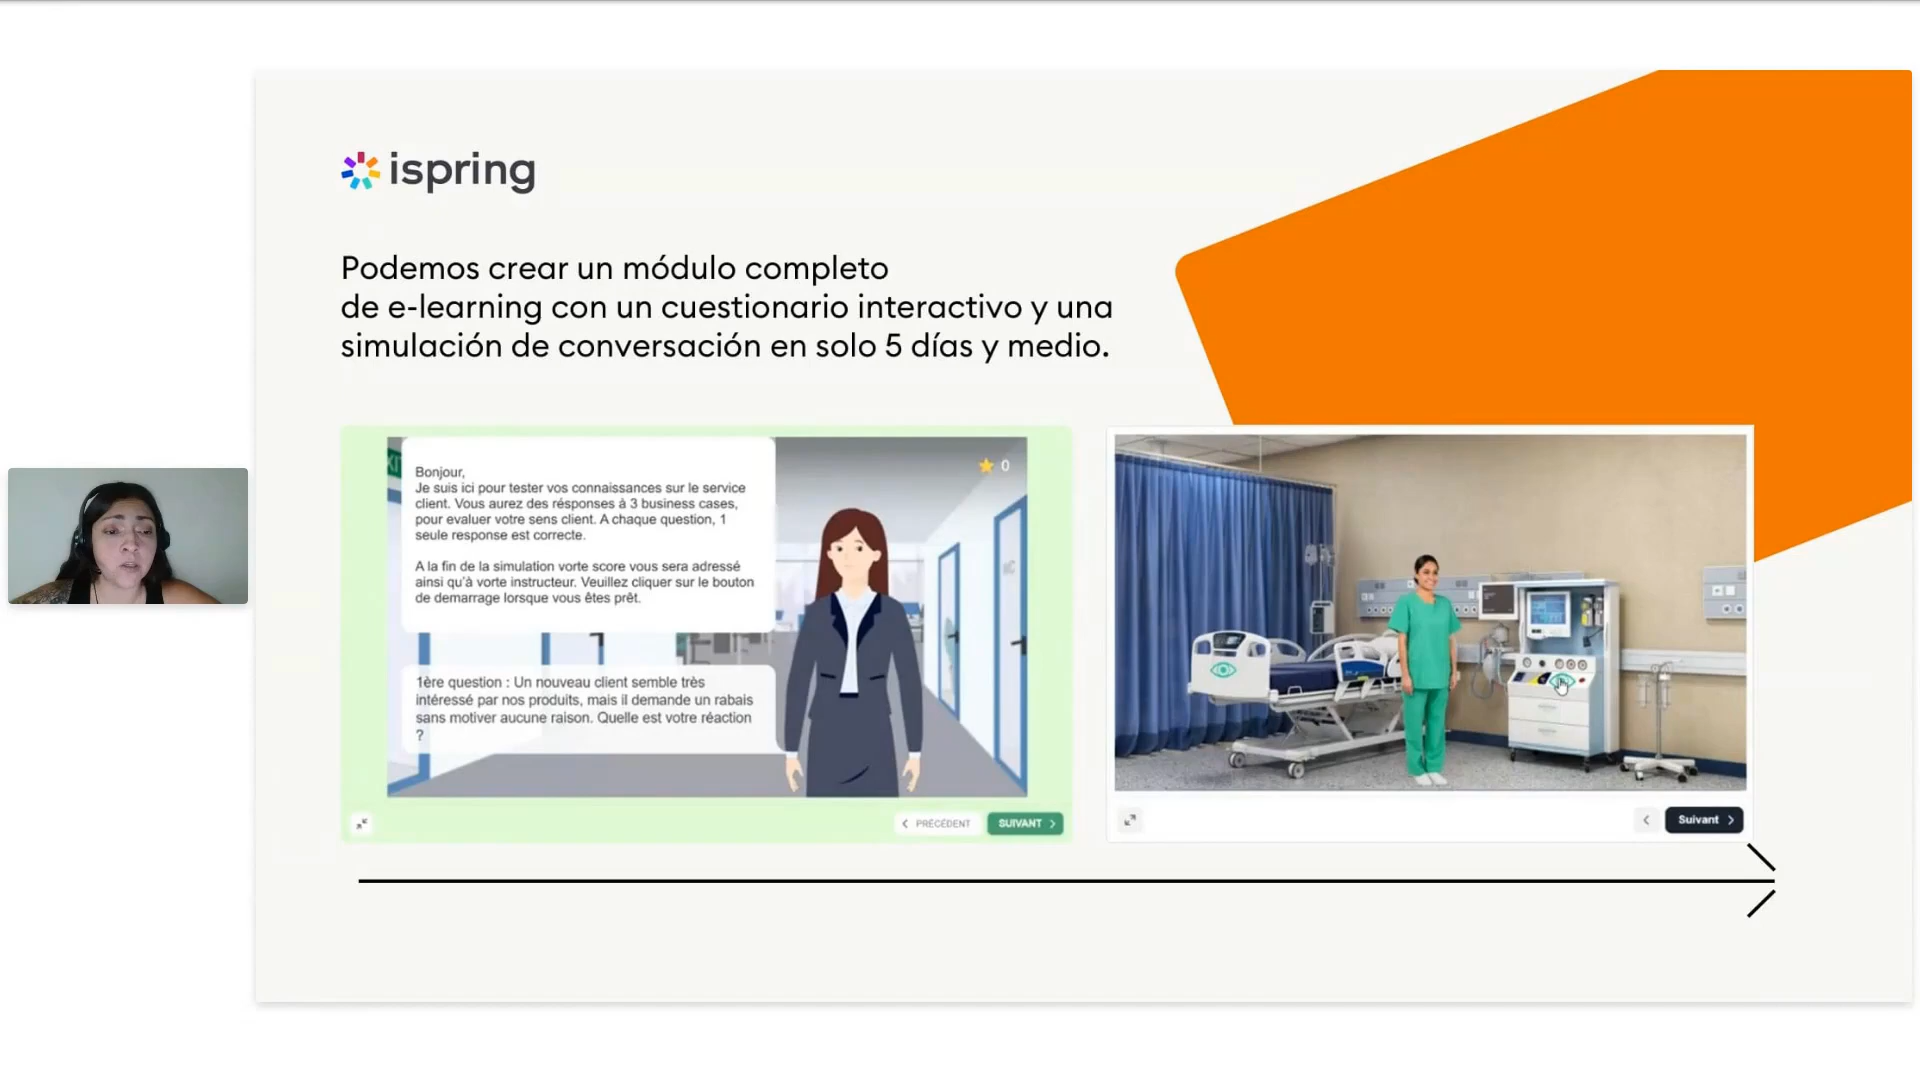 ispring
Podemos crear un módulo completo
de e-learning con un cuestionario interactivo y una
simulación de conversación en solo 5 días y medio.
Bonjour,
Je suis ici pour tester vos connaissances sur le service
client. Vous aurez des résponses à 3 business cases,
pour evaluer votre sens client. A chaque question, 1
seule response est correcte.
A la fin de la simulation vorte score vous sera adressé
ainsi qu'à vorte instructeur. Veuillez cliquer sur le bouton
de demarrage lorsque vous êtes prêt.
0
1ère question : Un nouveau client semble très
intéressé par nos produits, mais il demande un rabais
sans motiver aucune raison. Quelle est votre réaction
?
PRÉCÉDENT
SUIVANT
Suivant